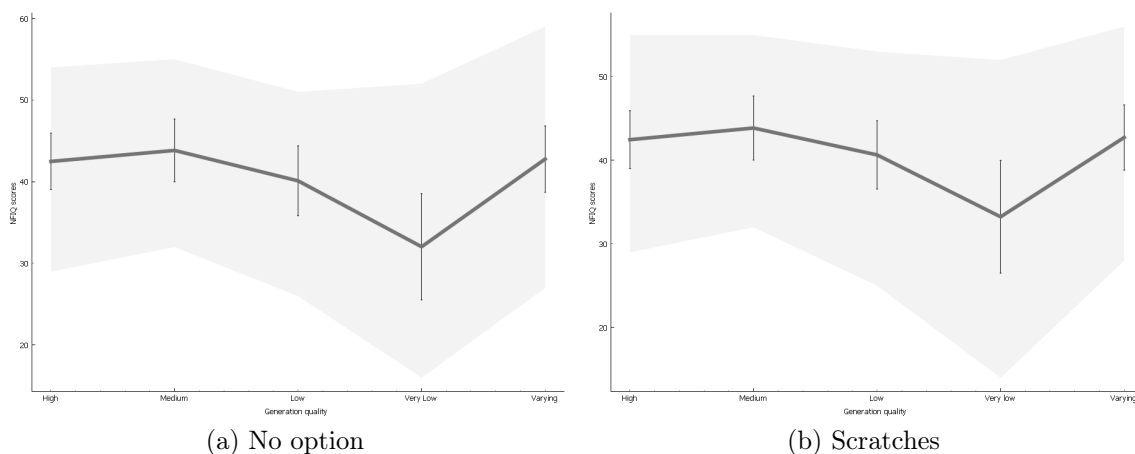 60
50
40
30
20
NFIQ scores
High Medium Low Very Low Varying
Generation quality
(a) No option
50
40
30
20
NFIQ scores
High Medium Low Very low Varying
Generation quality
(b) Scratches